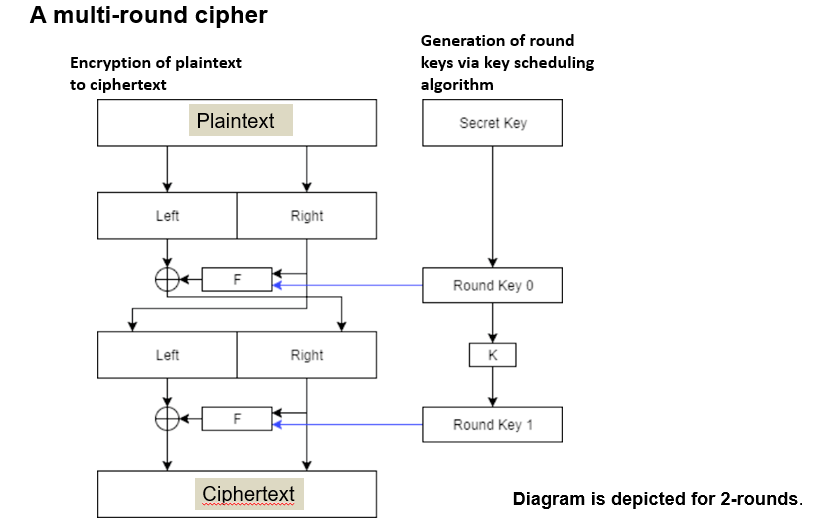 A multi-round cipher
Encryption of plaintext
to ciphertext
Generation of round
keys via key scheduling
algorithm
Plaintext
Secret Key
Left
Right
F
Round Key 0
Left
Right
K
F
Round Key 1
Ciphertext
Diagram is depicted for 2-rounds.